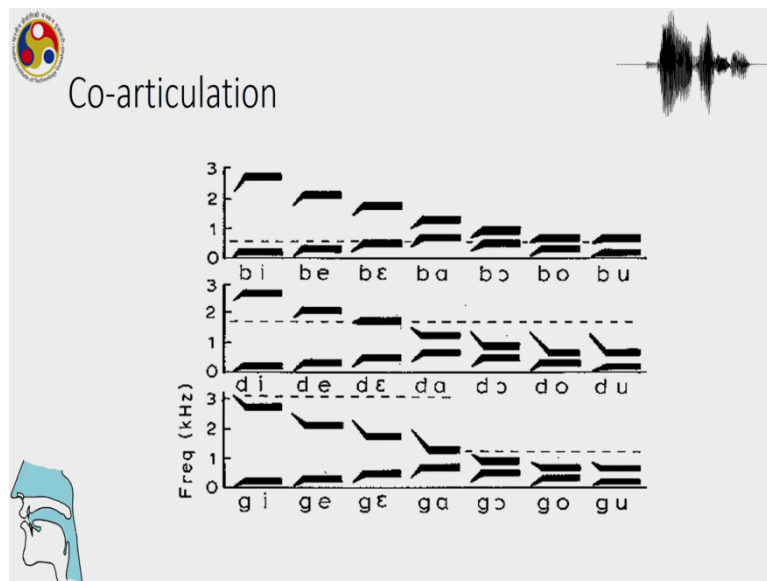 Co-articulation
3
2
1
0
bi be bɛ ba bɔ bo bu
3
2
1
0
di de dɛ da dɔ do du
Freq (kHz)
3
2
1
0
gi ge gɛ ga gɔ go gu